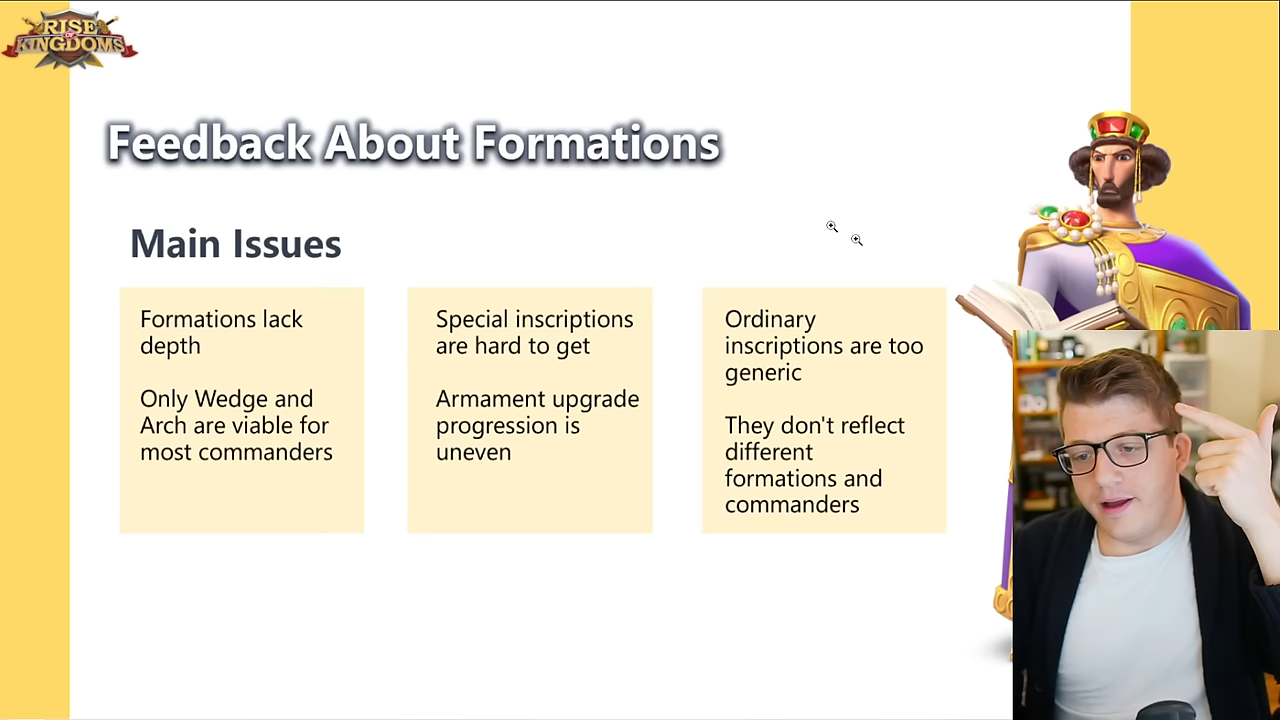 RISE
OF
KINGDOMS
Feedback About Formations
Main Issues
Formations lack
depth
Only Wedge and
Arch are viable for
most commanders
Special inscriptions
are hard to get
Armament upgrade
progression is
uneven
Ordinary
inscriptions are too
generic
They don't reflect
different
formations and
commanders